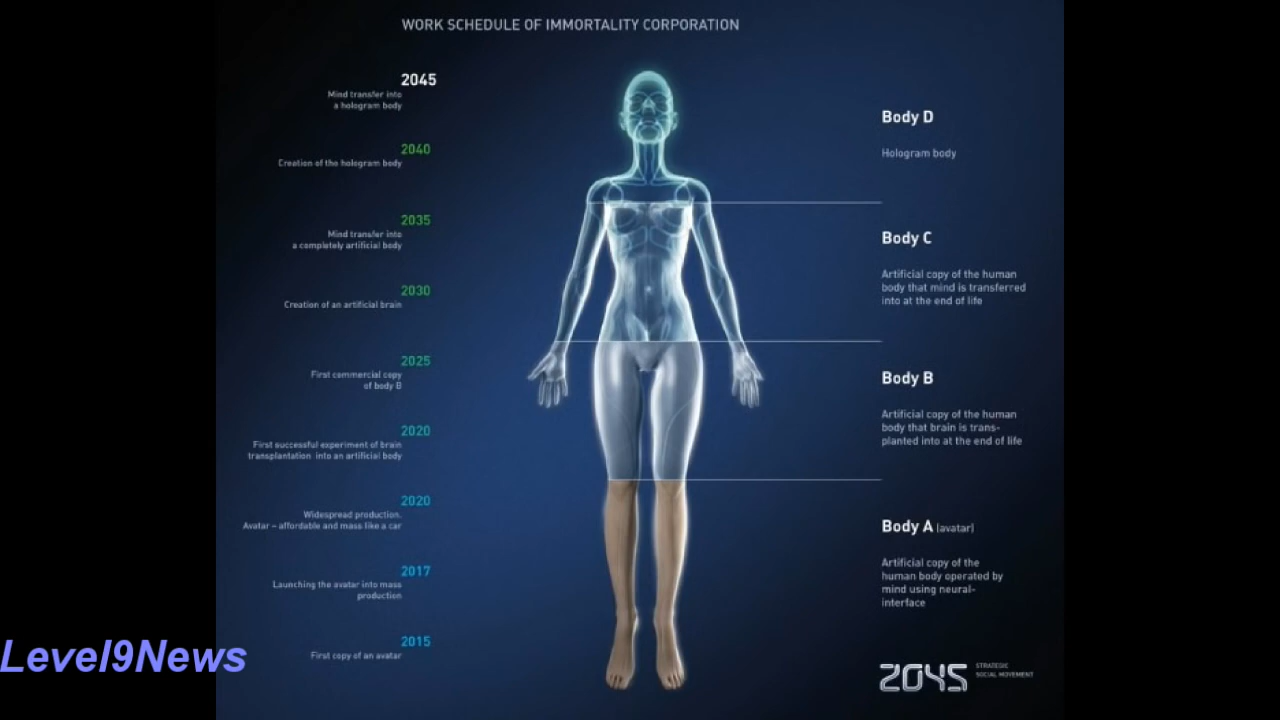 WORK SCHEDULE OF IMMORTALITY CORPORATION
2045
Mind transfer into
a hologram body
2040
Creation of the hologram body
2035
Mind transfer into
a completely artificial body
2030
Creation of an artificial brain
2025
First commercial copy
of body B
2020
First successful experiment of brain
transplantation into an artificial body
2020
Widespread production.
Avatar – affordable and mass like a car
2017
Launching the avatar into mass
production
2015
First copy of an avatar
Body D
Hologram body
Body C
Artificial copy of the human
body that mind is transferred
into at the end of life
Body B
Artificial copy of the human
body that brain is trans-
planted into at the end of life
Body A (avatar)
Artificial copy of the
human body operated by
mind using neural-
interface
2045
STRATEGIC
SOCIAL MOVEMENT
Level9News